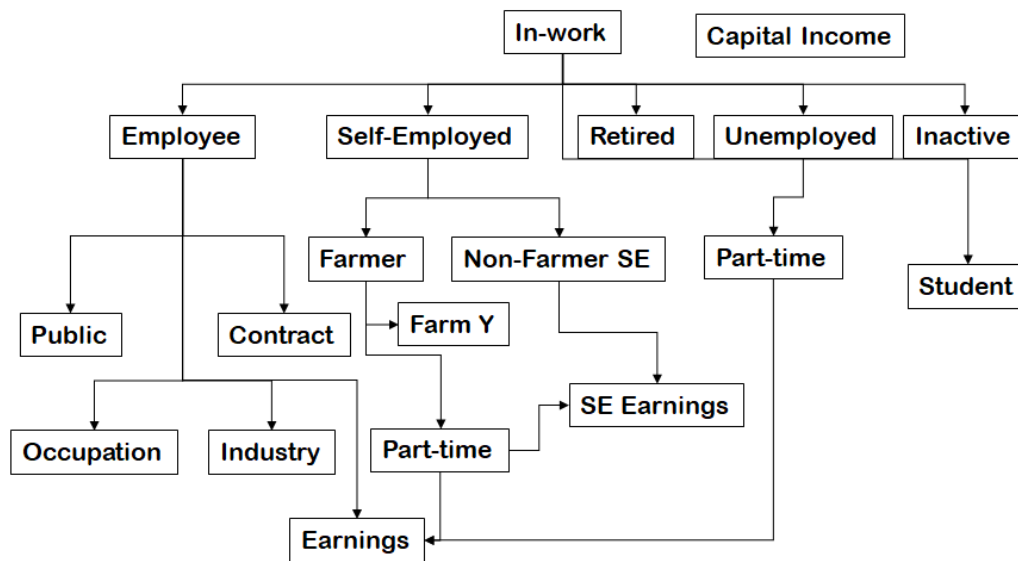 In-work
Capital Income
Employee
Self-Employed
Retired
Unemployed
Inactive
Farmer
Non-Farmer SE
Part-time
Student
Public
Contract
Farm Y
SE Earnings
Occupation
Industry
Part-time
Earnings